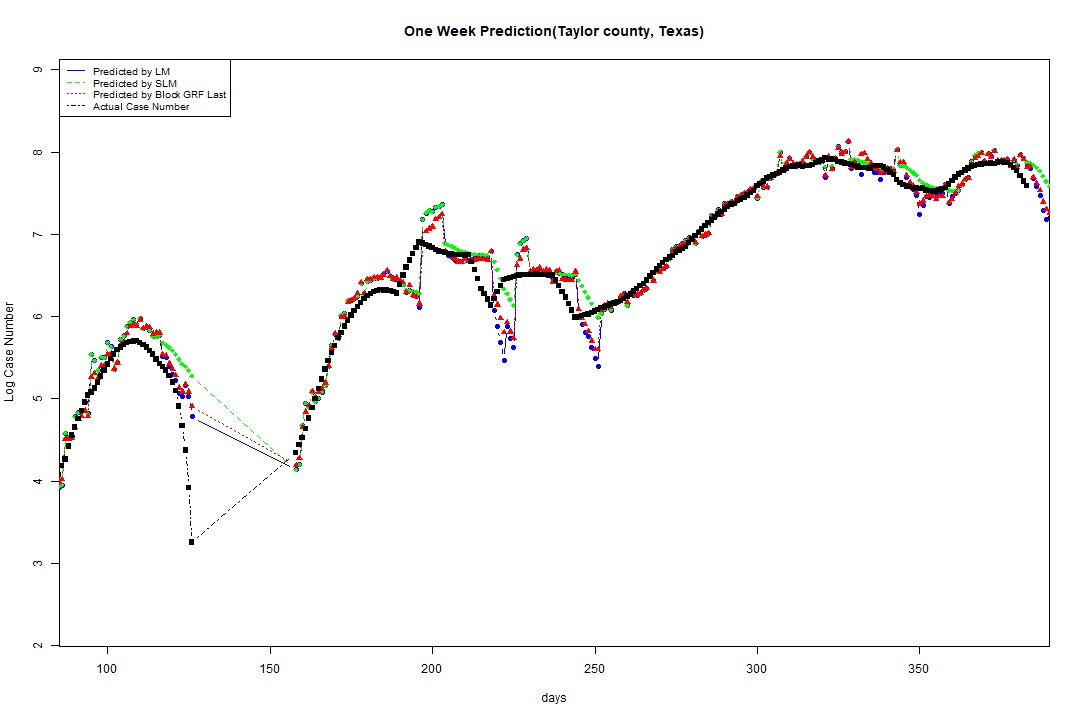 One Week Prediction(Taylor county, Texas)
Predicted by LM
Predicted by SLM
Predicted by Block GRF Last
Actual Case Number
9
8
7
6
5
4
3
2
Log Case Number
100 150 200 250 300 350
days